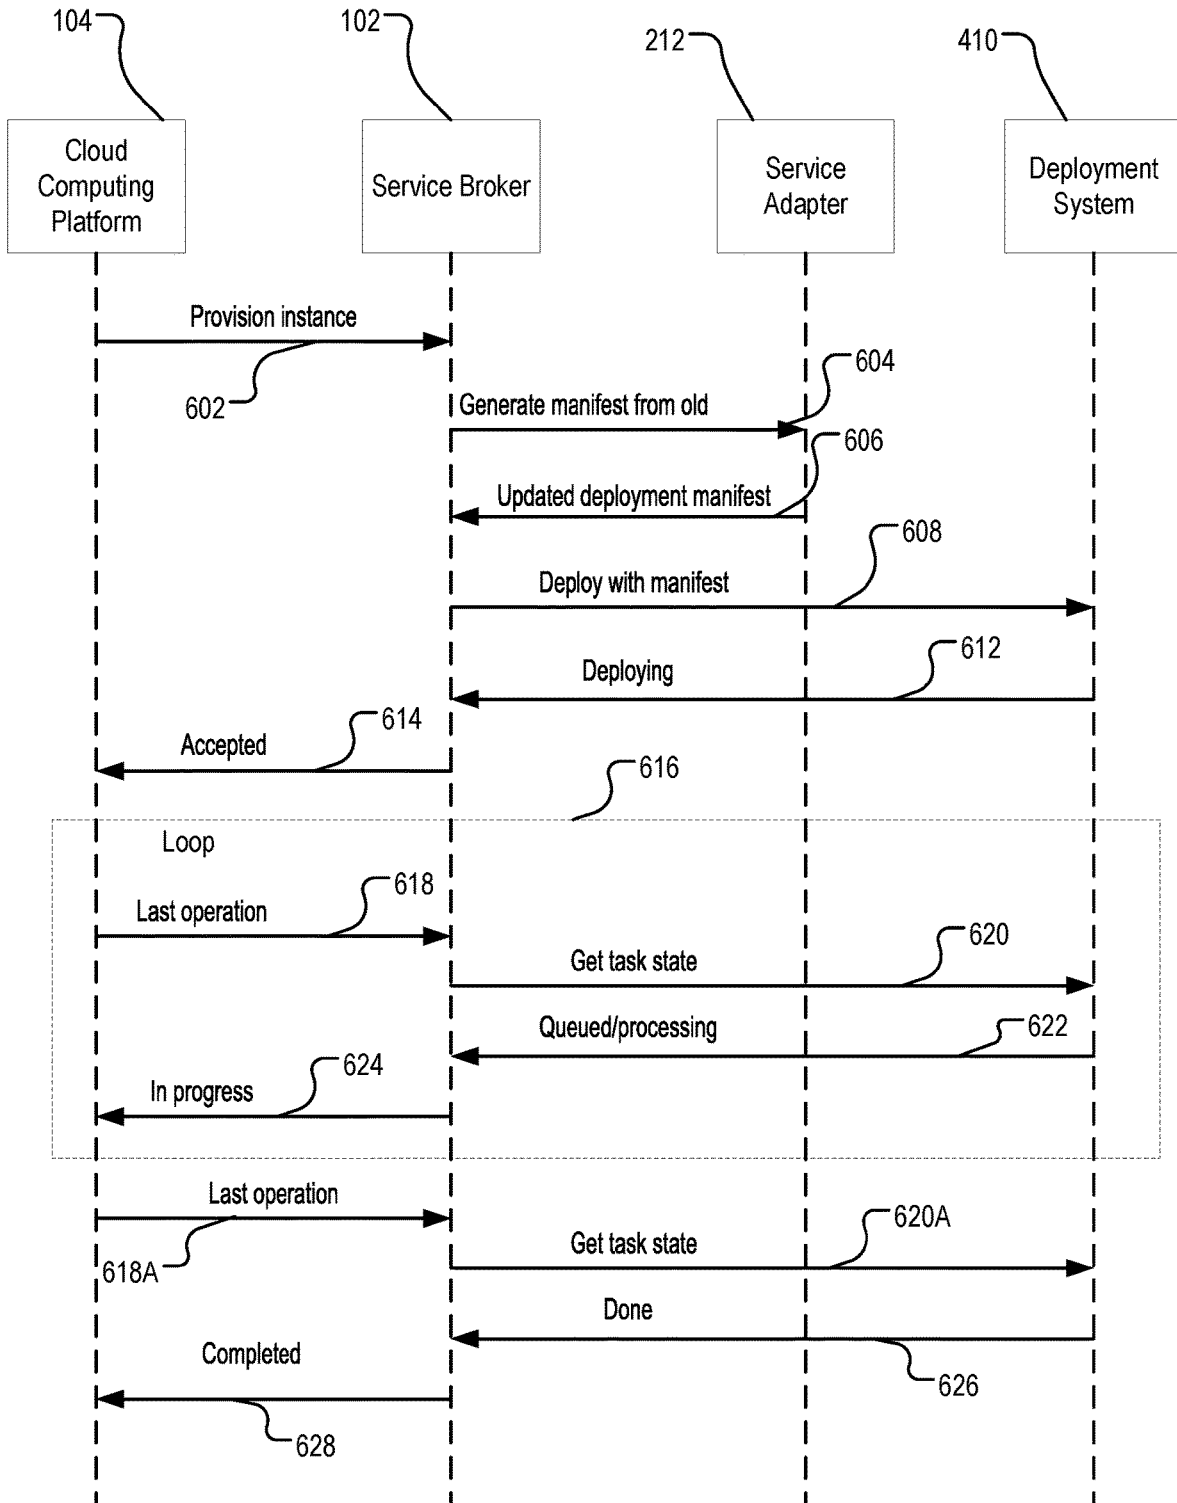 104
102
212
410
Cloud
Computing
Platform
Service Broker
Service
Adapter
Deployment
System
Provision instance
602
604
Generate manifest from old
606
Updated deployment manifest
608
Deploy with manifest
612
Deploying
614
Accepted
616
Loop
618
Last operation
620
Get task state
622
Queued/processing
624
In progress
Last operation
618A
620A
Get task state
Done
626
Completed
628